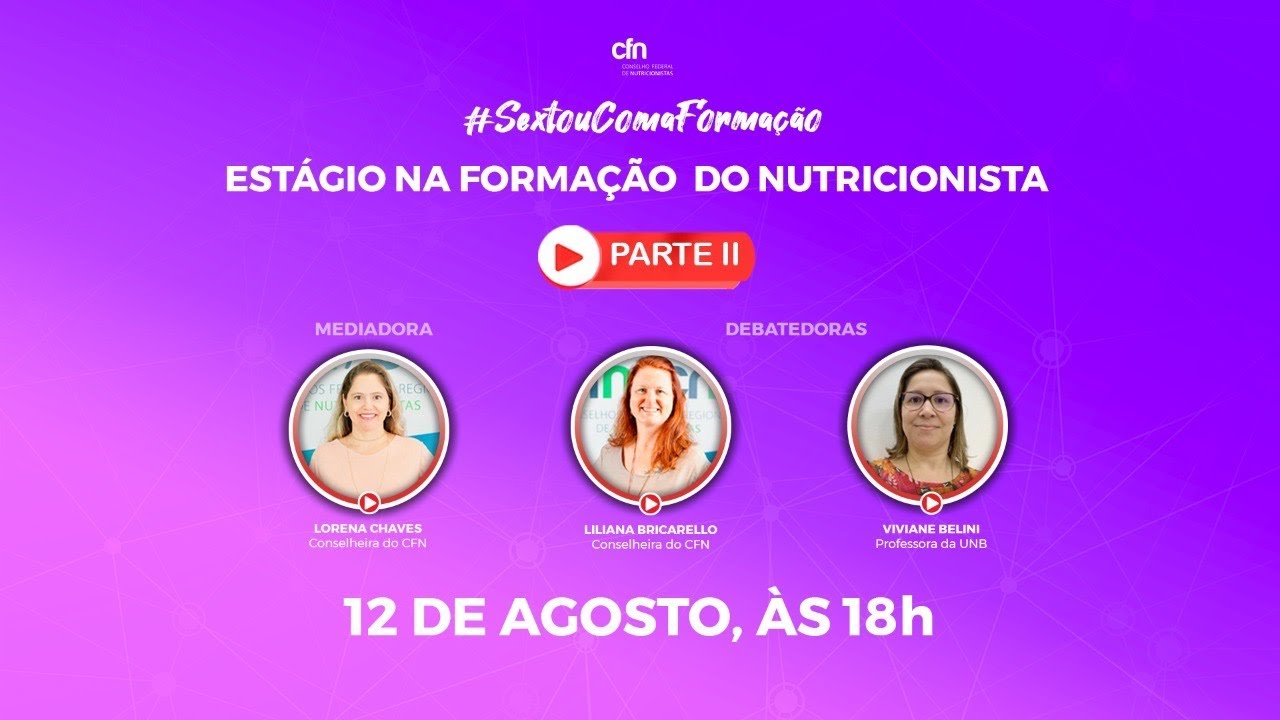 cfn
CONSELHO FEDERAL
DE NUTRICIONISTAS
#SextouComaFormação
ESTÁGIO NA FORMAÇÃO DO NUTRICIONISTA
PARTE II
MEDIADORA
DEBATEDORAS
LORENA CHAVES
Conselheira do CFN
LILIANA BRICARELLO
Conselheira do CFN
VIVIANE BELINI
Professora da UNB
12 DE AGOSTO, ÀS 18h